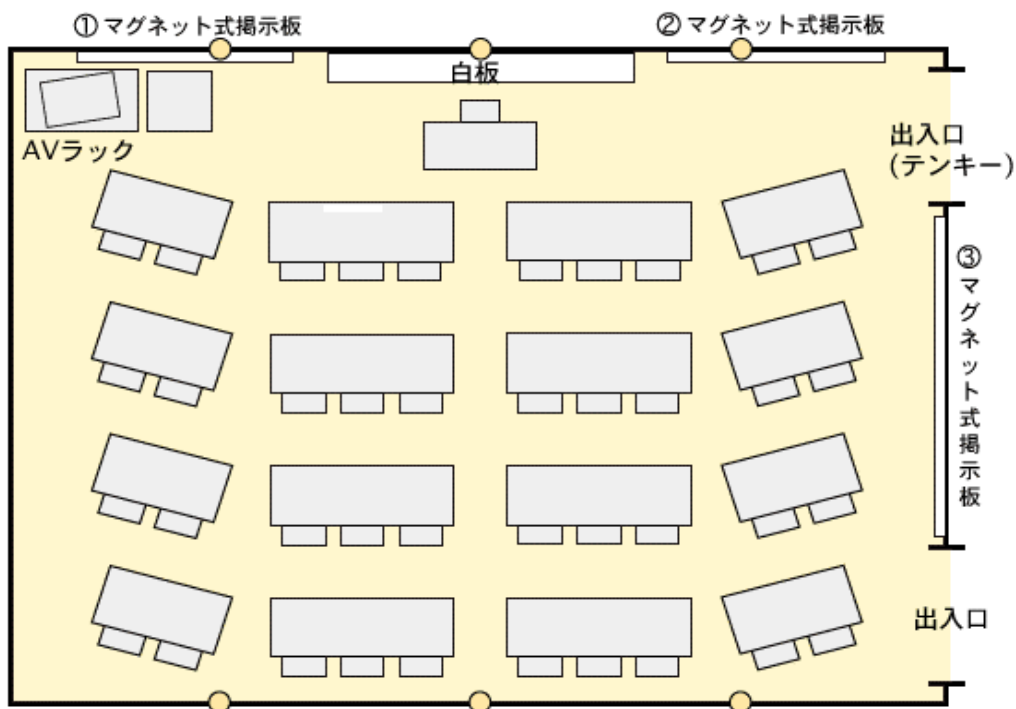 ① マグネット式掲示板
② マグネット式掲示板
白板
AVラック
出入口
(テンキー)
③マグネット式掲示板
出入口